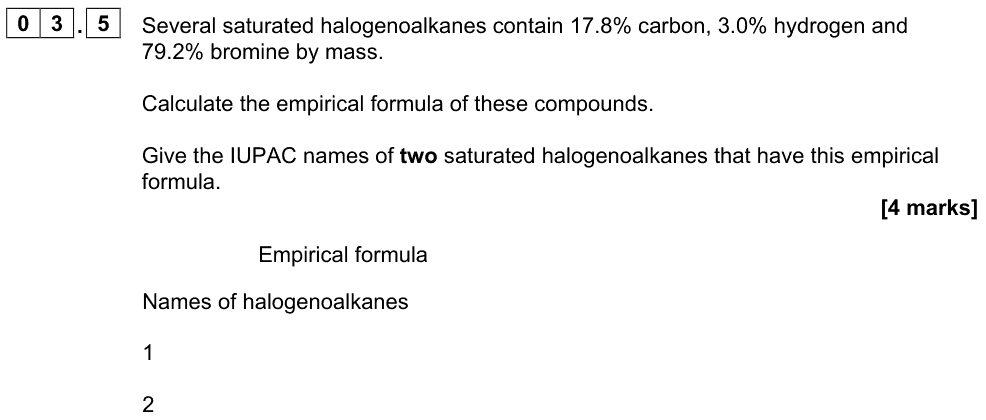 03.5 Several saturated halogenoalkanes contain 17.8% carbon, 3.0% hydrogen and
79.2% bromine by mass.
Calculate the empirical formula of these compounds.
Give the IUPAC names of two saturated halogenoalkanes that have this empirical
formula.
[4 marks]
Empirical formula
Names of halogenoalkanes
1
2